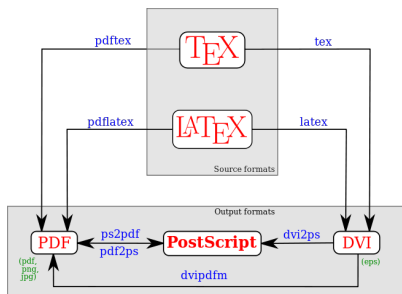 pdftex
TEX
tex
pdflatex
LATEX
latex
Source formats
Output formats
PDF
ps2pdf
pdf2ps
PostScript
dvi2ps
DVI
(pdf,
png,
jpg)
(eps)
dvipdfm